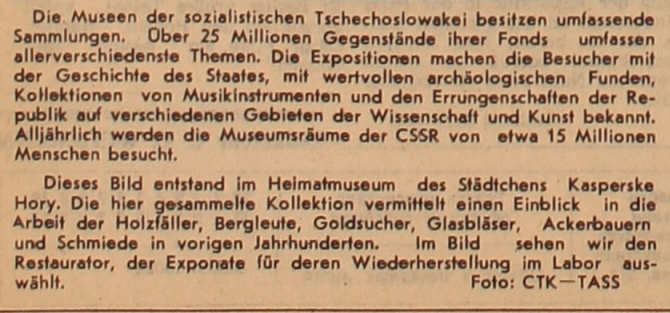 Die Museen der sozialistischen Tschechoslowakei besitzen umfassende
Sammlungen. Über 25 Millionen Gegenstände ihrer Fonds umfassen
allerverschiedenste Themen. Die Expositionen machen die Besucher mit
der Geschichte des Staates, mit wertvollen archäologischen Funden,
Kollektionen von Musikinstrumenten und den Errungenschaften der Re-
publik auf verschiedenen Gebieten der Wissenschaft und Kunst bekannt.
Alljährlich werden die Museumsräume der CSSR von etwa 15 Millionen
Menschen besucht.
Dieses Bild entstand im Heimatmuseum des Städtchens Kasperske
Hory. Die hier gesammelte Kollektion vermittelt einen Einblick in die
Arbeit der Holzfäller, Bergleute, Goldsucher, Glasbläser, Ackerbauern
und Schmiede in vorigen Jahrhunderten. Im Bild sehen wir den
Restaurator, der Exponate für deren Wiederherstellung im Labor aus-
wählt. Foto: CTK—TASS